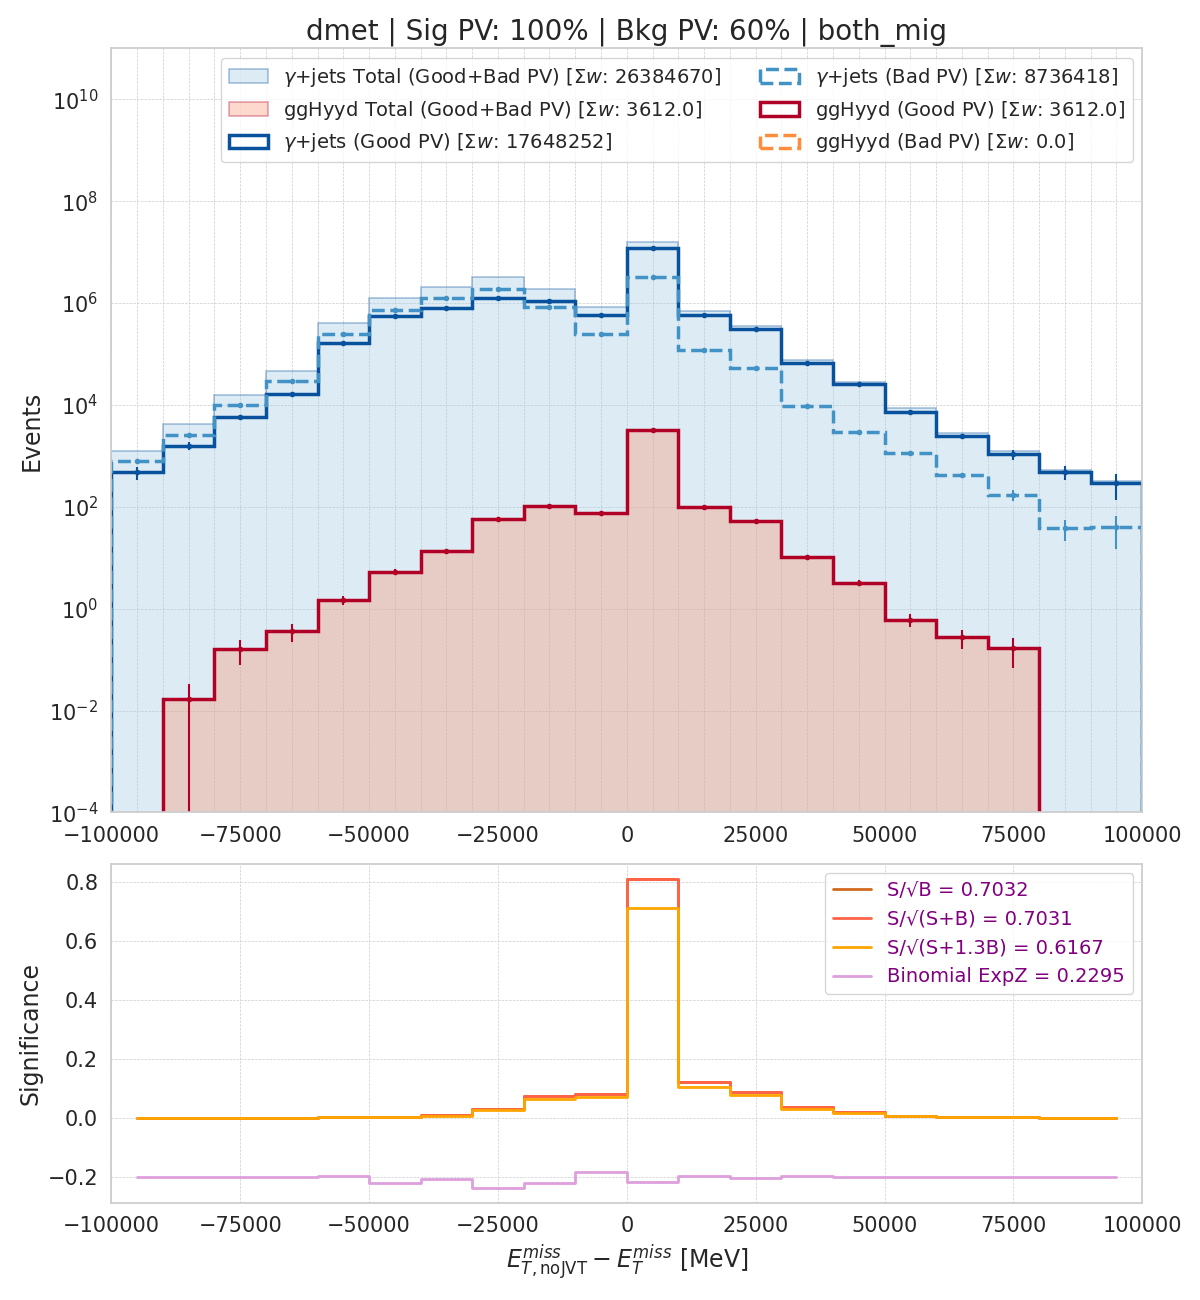 dmet | Sig PV: 100% | Bkg PV: 60% | both_mig
γ+jets Total (Good+Bad PV) [Σw: 26384670]
ggHyyd Total (Good+Bad PV) [Σw: 3612.0]
γ+jets (Good PV) [Σw: 17648252]
γ+jets (Bad PV) [Σw: 8736418]
ggHyyd (Good PV) [Σw: 3612.0]
ggHyyd (Bad PV) [Σw: 0.0]
Events
10^10
10^8
10^6
10^4
10^2
10^0
10^−2
10^−4
−100000 −75000 −50000 −25000 0 25000 50000 75000 100000
Significance
0.8
0.6
0.4
0.2
0.0
−0.2
S/√B = 0.7032
S/√(S+B) = 0.7031
S/√(S+1.3B) = 0.6167
Binomial ExpZ = 0.2295
−100000 −75000 −50000 −25000 0 25000 50000 75000 100000
E_{T,noJVT}^{miss} − E_T^{miss} [MeV]